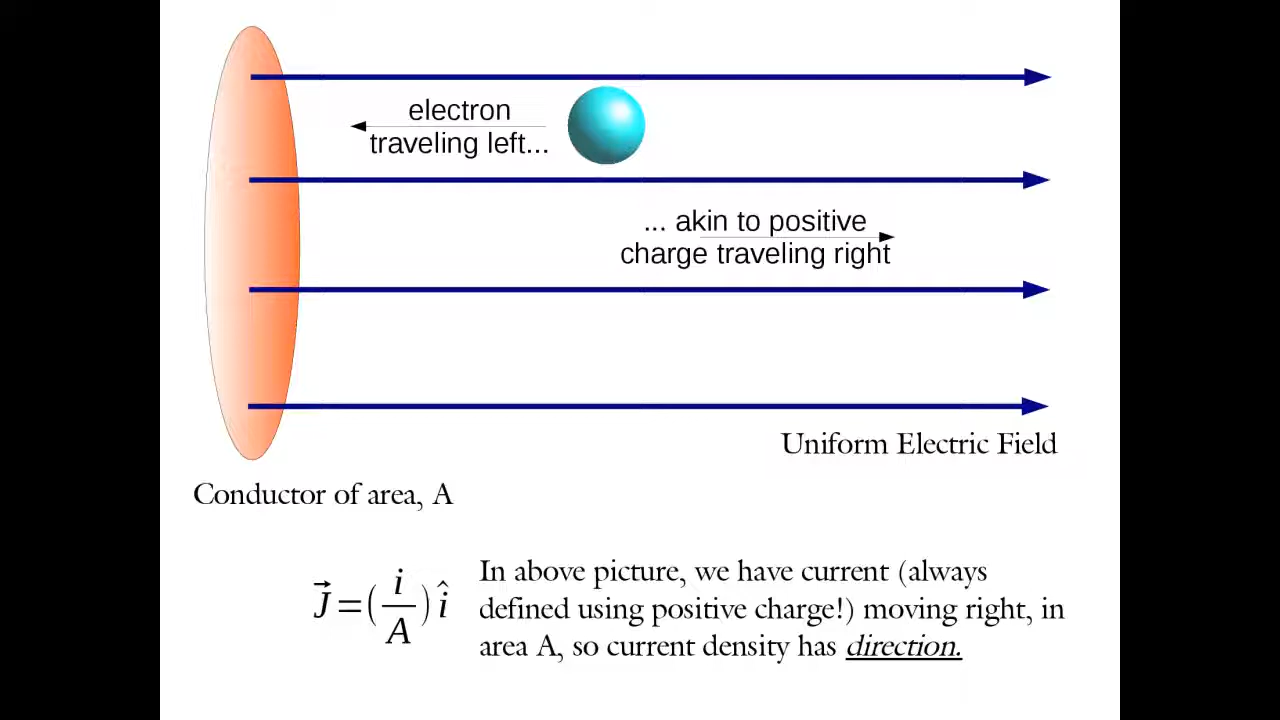 electron
traveling left...
... akin to positive
charge traveling right
Uniform Electric Field
Conductor of area, A
J⃗=(i/A)î
In above picture, we have current (always
defined using positive charge!) moving right, in
area A, so current density has direction.